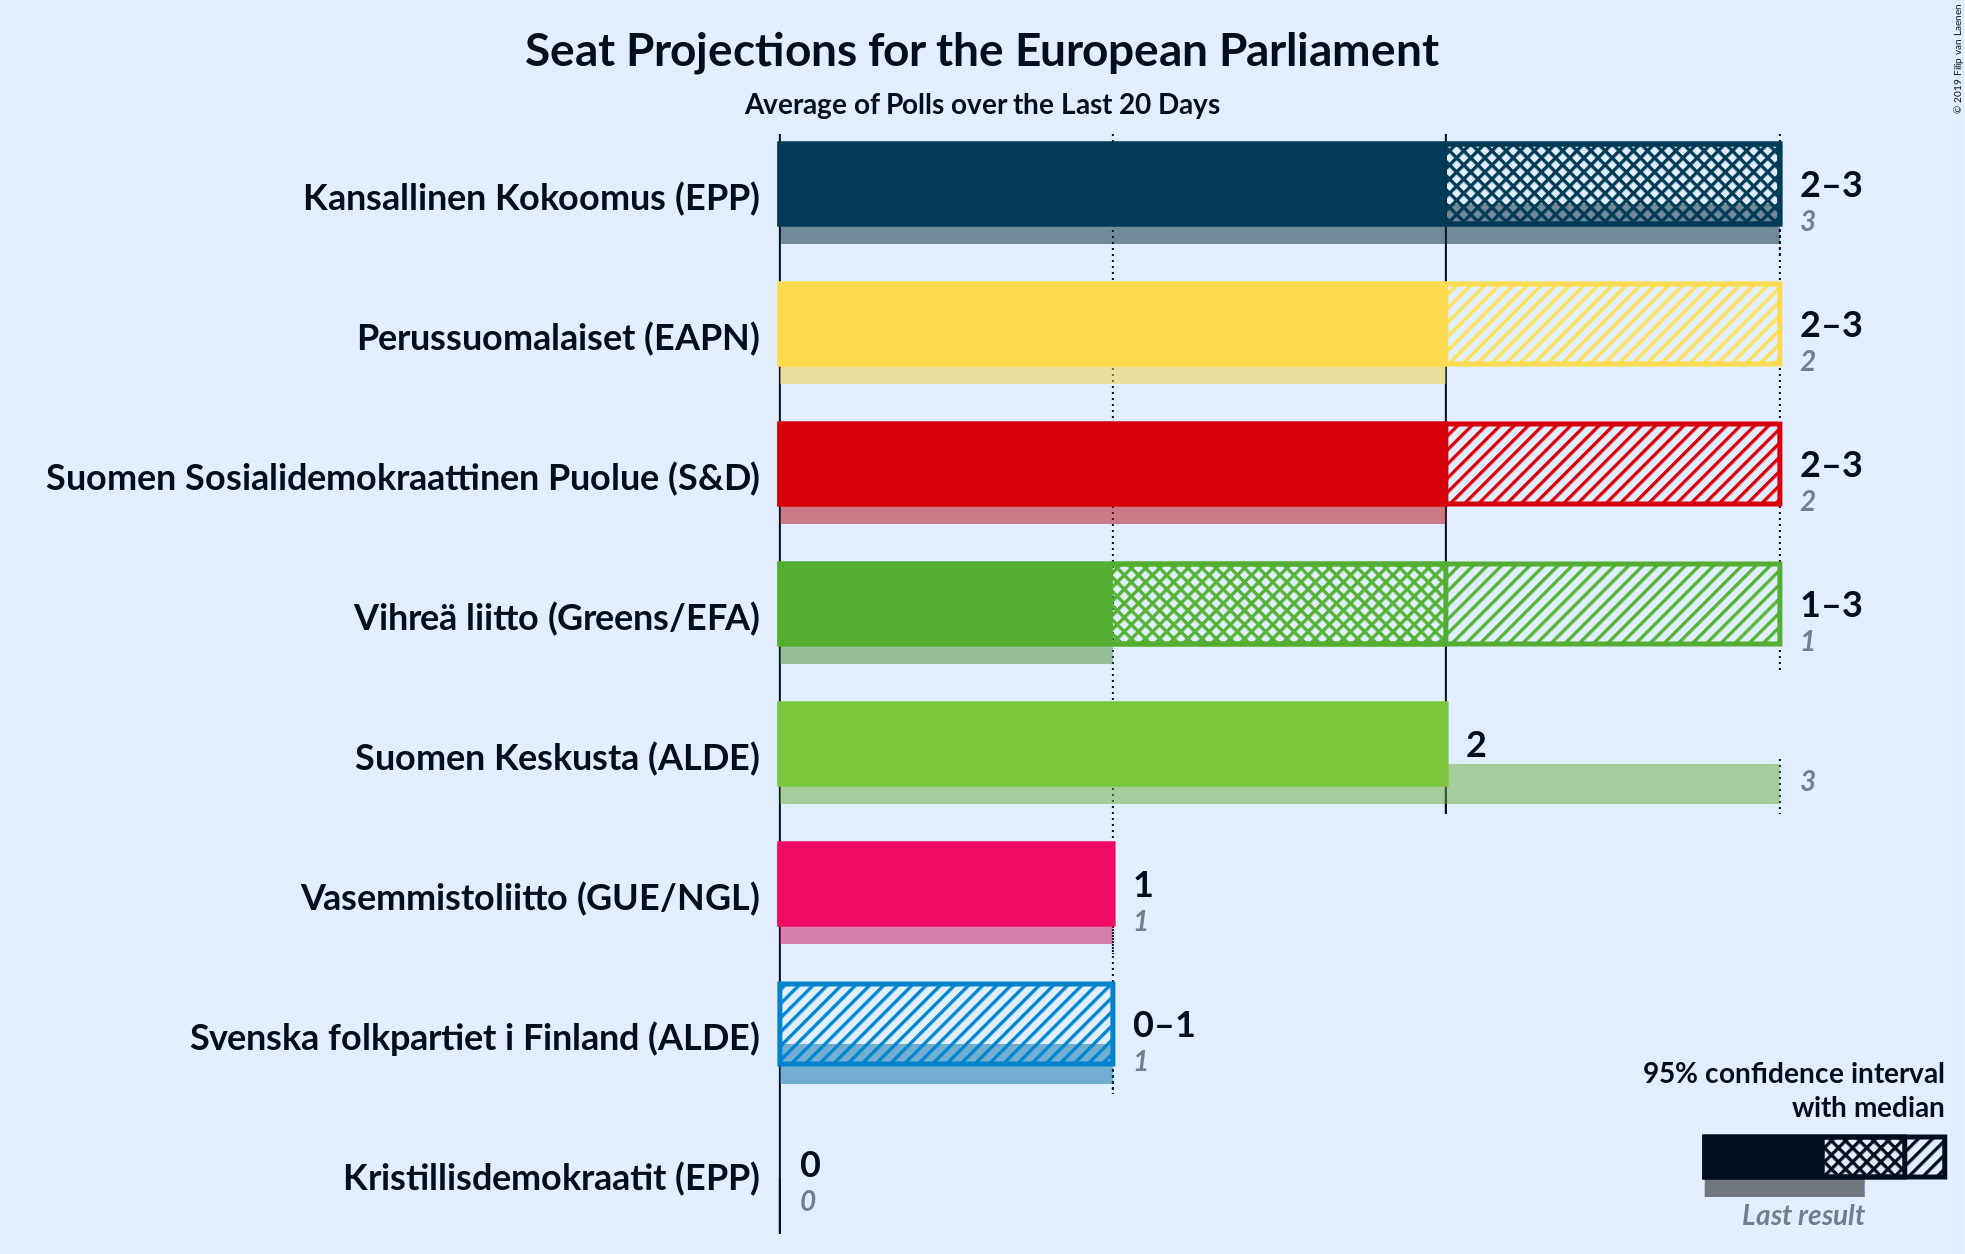 Seat Projections for the European Parliament
Average of Polls over the Last 20 Days
© 2019 Filip van Laenen
Kansallinen Kokoomus (EPP)
2–3
3
Perussuomalaiset (EAPN)
2–3
2
Suomen Sosialidemokraattinen Puolue (S&D)
2–3
2
Vihreä liitto (Greens/EFA)
1–3
1
Suomen Keskusta (ALDE)
2
3
Vasemmistoliitto (GUE/NGL)
1
1
Svenska folkpartiet i Finland (ALDE)
0–1
1
Kristillisdemokraatit (EPP)
0
0
95% confidence interval
with median
Last result